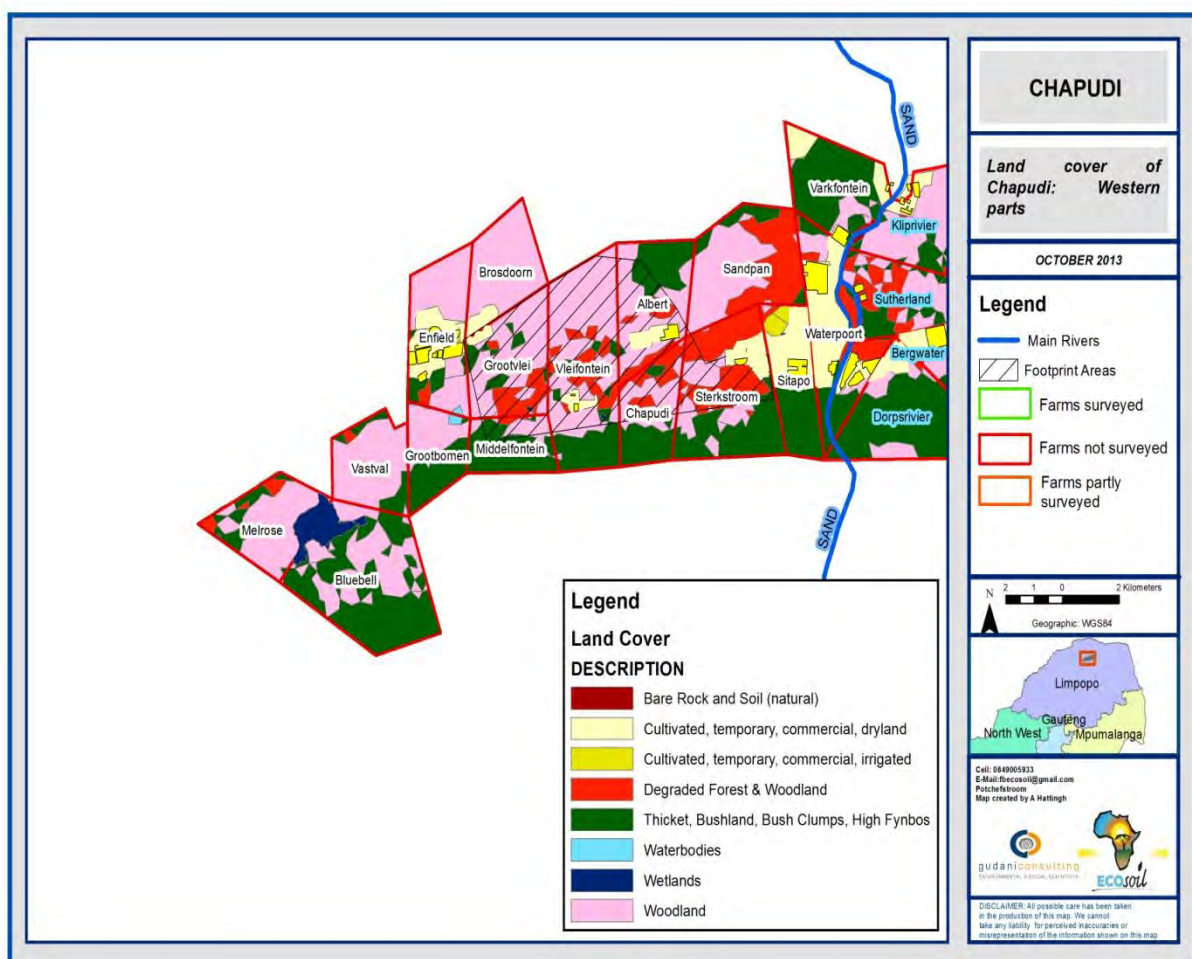 SAND
Varkfontein
Kliprivier
Brosdoorn
Sandpan
Albert
Sutherland
Enfield
Waterpoort
Bergwater
Grootvlei
Vleifontein
Sitapo
Sterkstroom
Chapudi
Dorpsrivier
Middelfontein
Grootbomen
Vastval
Melrose
Bluebell
SAND
Legend
Land Cover
DESCRIPTION
Bare Rock and Soil (natural)
Cultivated, temporary, commercial, dryland
Cultivated, temporary, commercial, irrigated
Degraded Forest & Woodland
Thicket, Bushland, Bush Clumps, High Fynbos
Waterbodies
Wetlands
Woodland
CHAPUDI
Land cover of
Chapudi: Western
parts
OCTOBER 2013
Legend
Main Rivers
Footprint Areas
Farms surveyed
Farms not surveyed
Farms partly
surveyed
N
2 1 0 2 Kilometers
Geographic: WGS84
Limpopo
Gauteng
North West
Mpumalanga
Cell: 0849005933
E-Mail:fbecosoil@gmail.com
Potchefstroom
Map created by A Hattingh
gudaniconsulting
ENVIRONMENTAL & SOCIAL SCIENTISTS
ECOsoil
DISCLAIMER: All possible care has been taken
in the production of this map. We cannot
take any liability for perceived inaccuracies or
misrepresentation of the information shown on this map